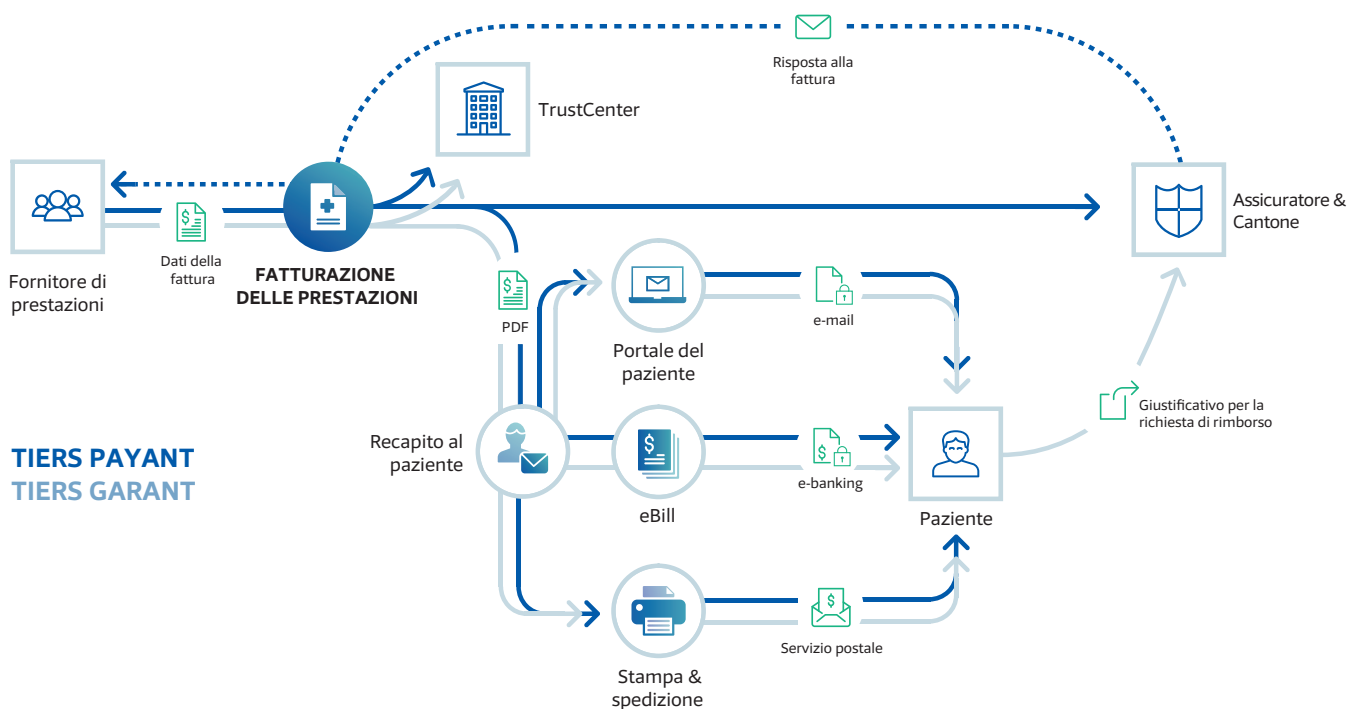 Risposta alla
fattura
TrustCenter
Assicuratore &
Cantone
Fornitore di
prestazioni
Dati della
fattura
FATTURAZIONE
DELLE PRESTAZIONI
PDF
Portale del
paziente
e-mail
Giustificativo per la
richiesta di rimborso
Recapito al
paziente
TIERS PAYANT
TIERS GARANT
eBill
e-banking
Paziente
Servizio postale
Stampa &
spedizione